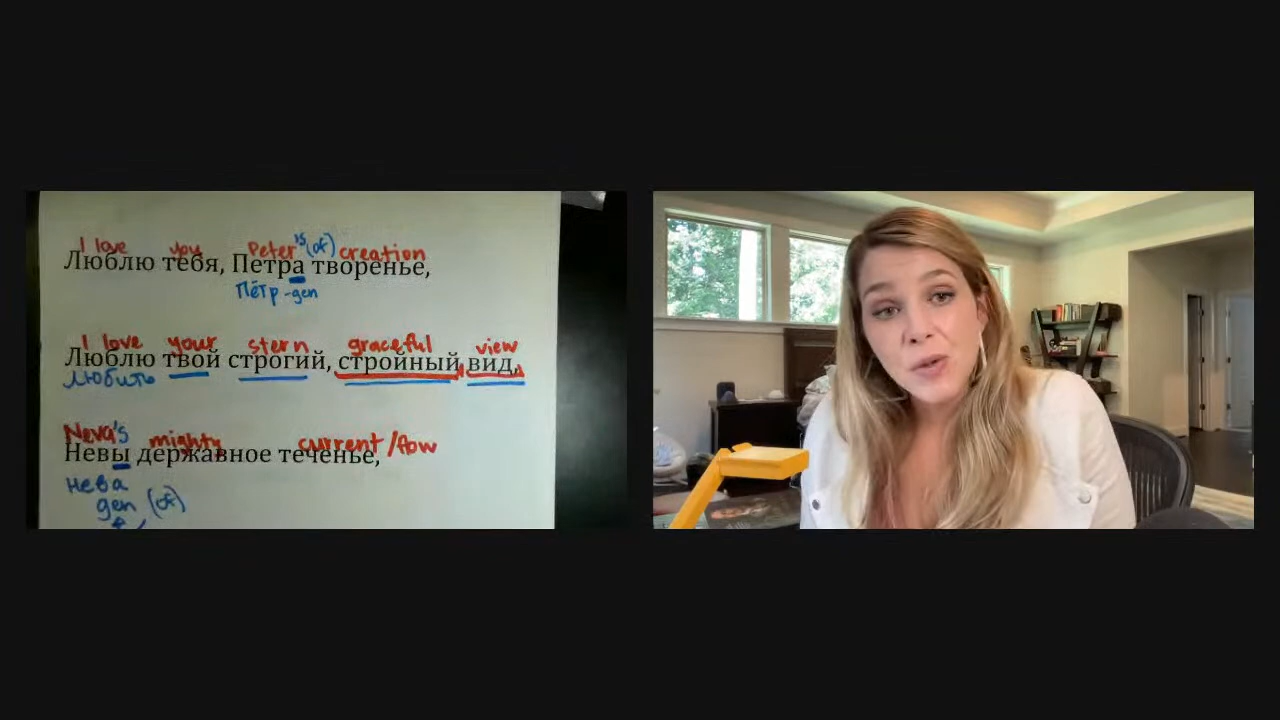 I love you Peter's (of) creation
Люблю тебя, Петра творенье,
Пётр -gen
I love your stern graceful view
Люблю твой строгий, стройный вид,
Любить
Neva's mighty current/flow
Невы державное теченье,
Нева
gen (of)